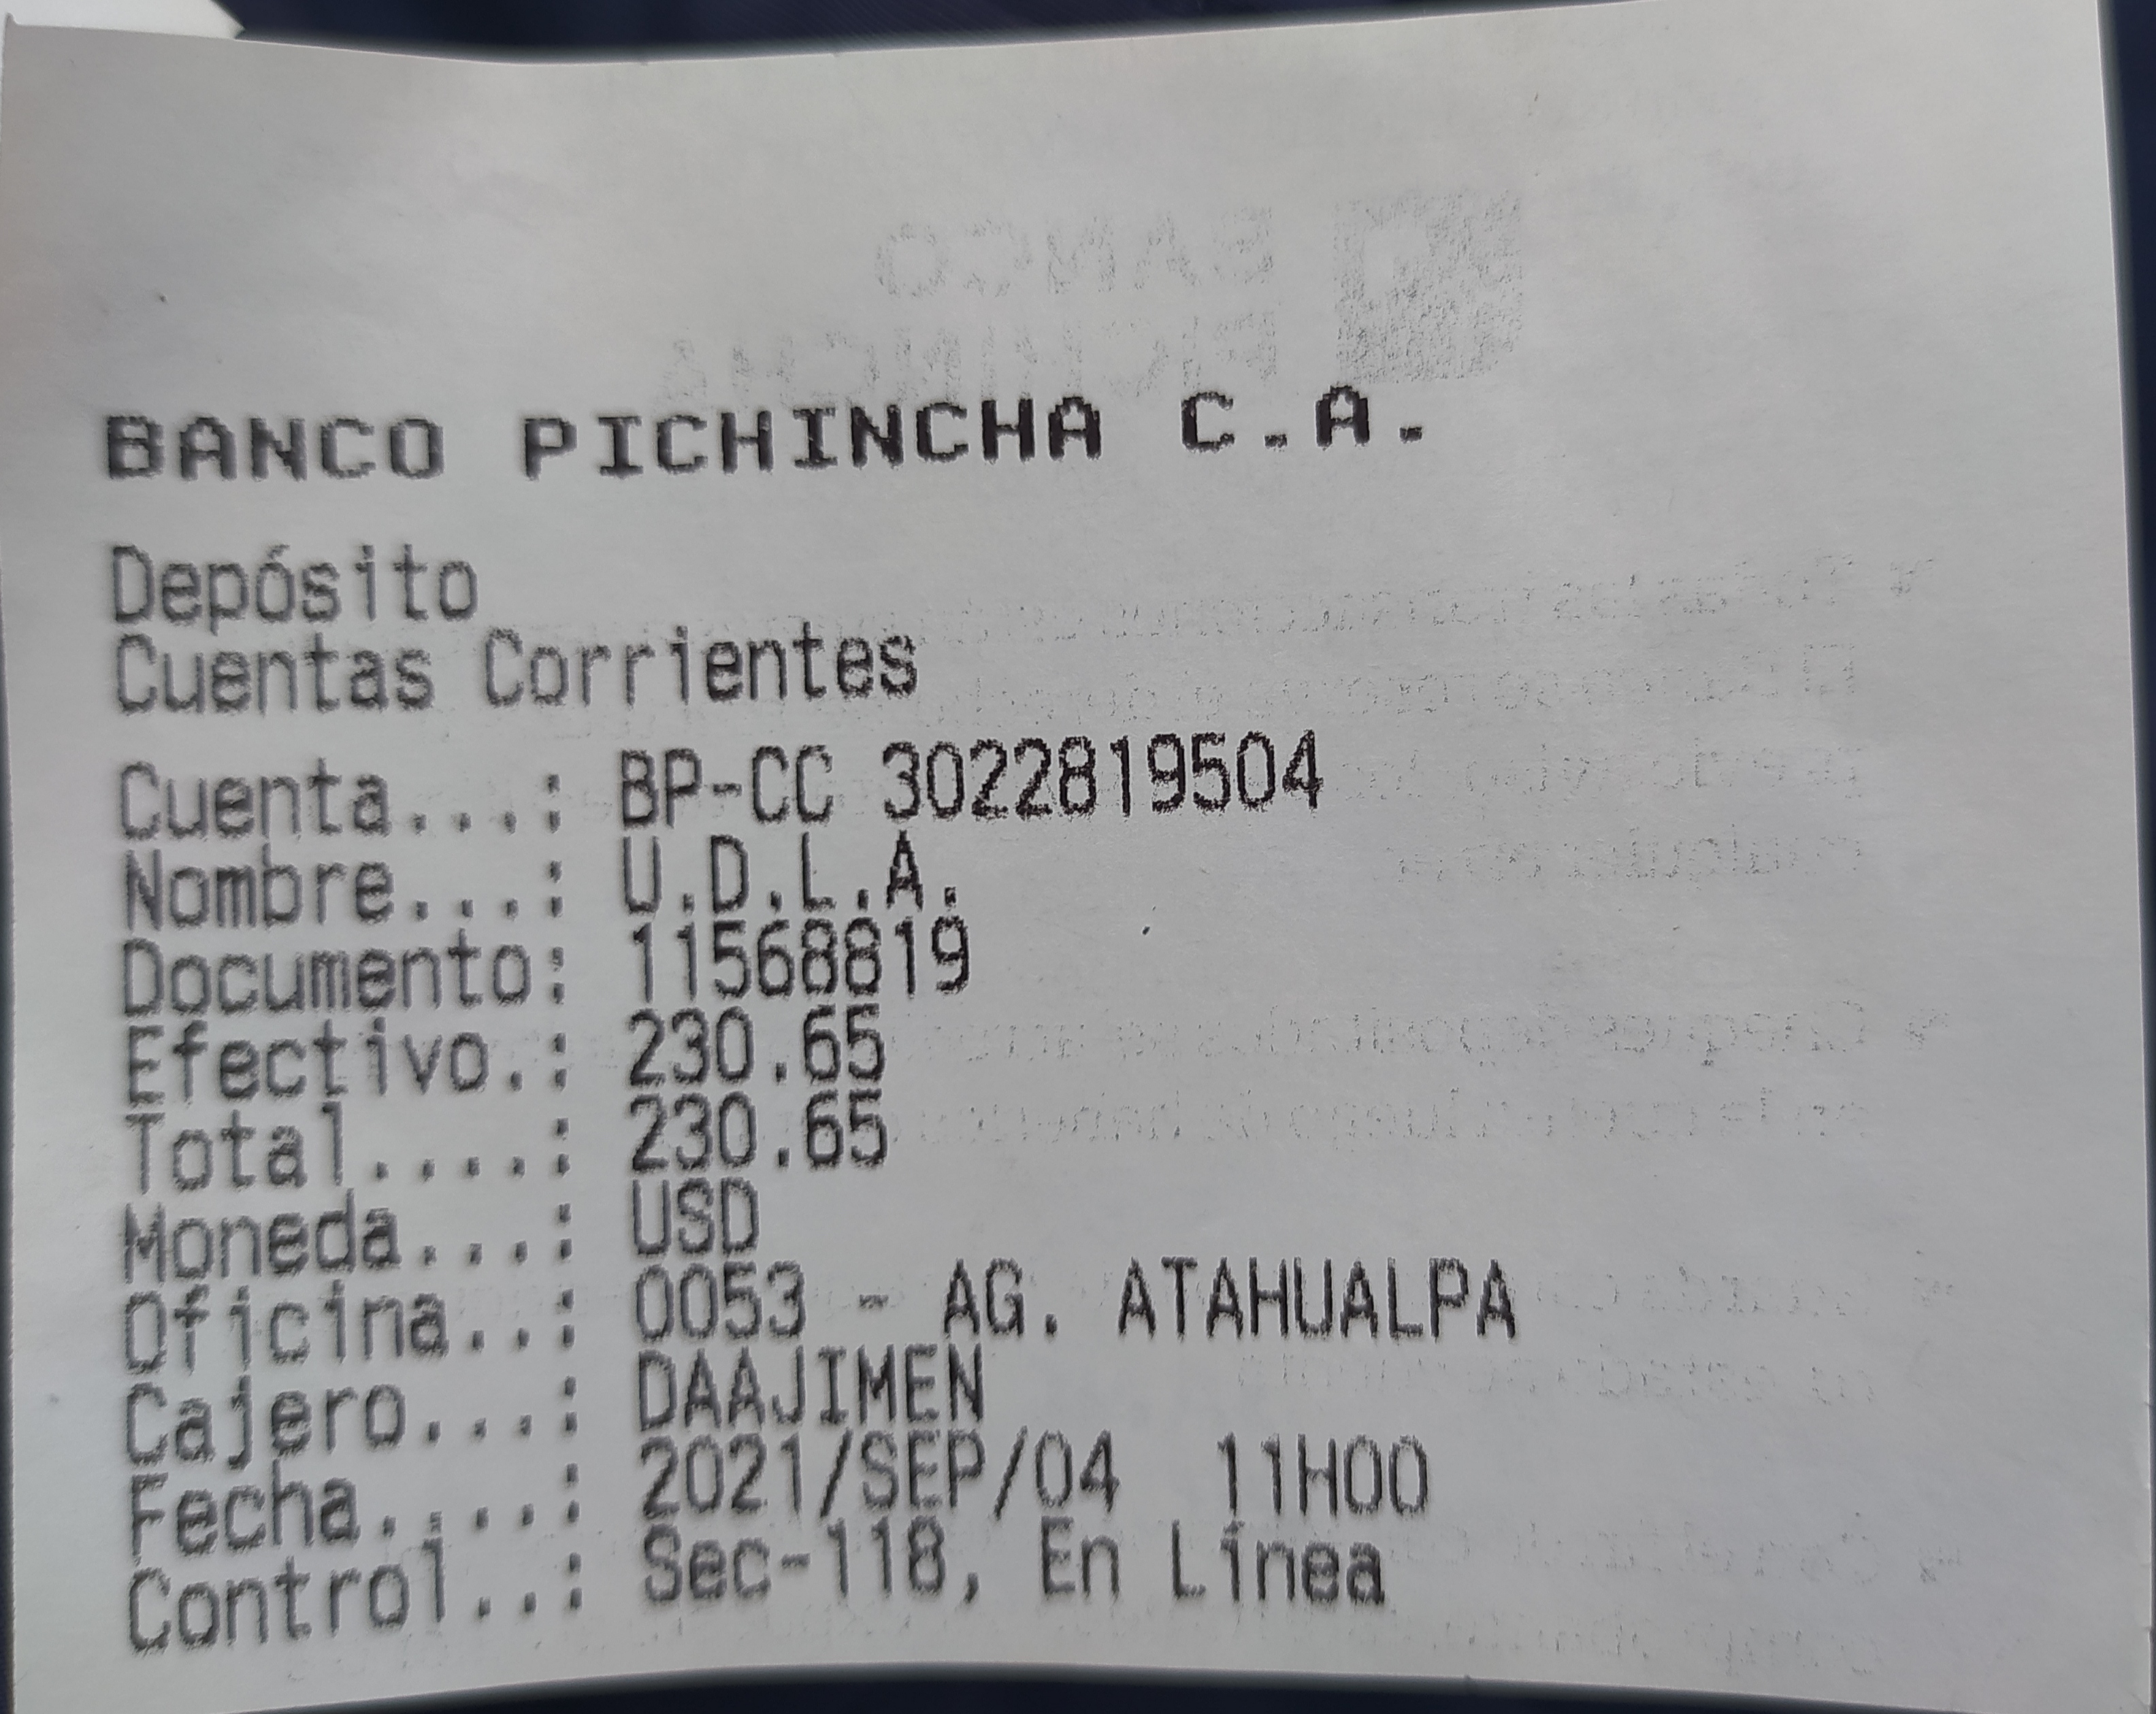 BANCO PICHINCHA C.A.
Depósito
Cuentas Corrientes
Cuenta...: BP-CC 3022819504
Nombre...: U.D.L.A.
Documento: 11568819
Efectivo.: 230.65
Total....: 230.65
Moneda...: USD
Oficina..: 0053 - AG. ATAHUALPA
Cajero...: DAAJIMEN
Fecha....: 2021/SEP/04 11H00
Control..: Sec-118, En Línea